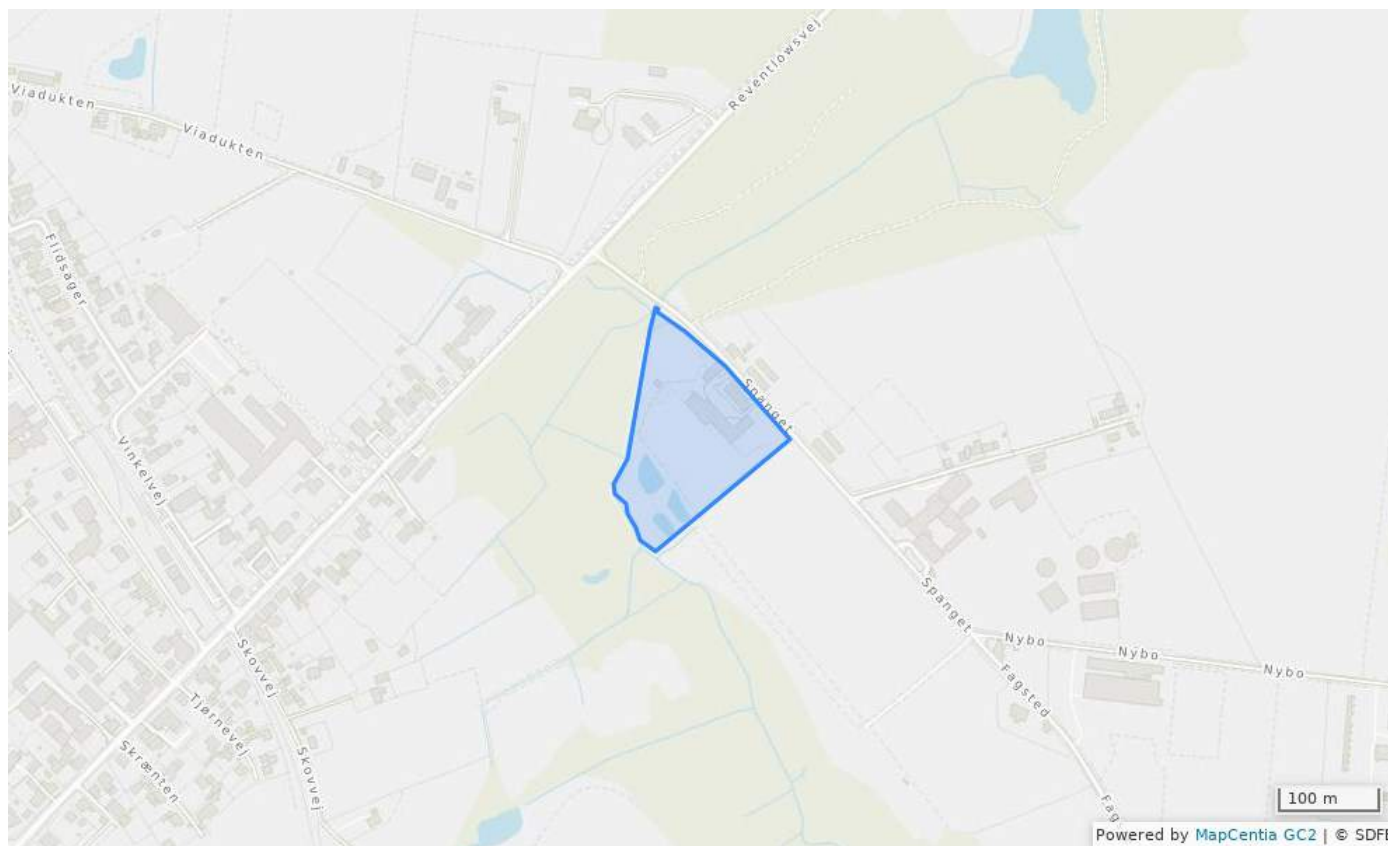 Reventlowsvej
Viadukten
Viadukten
Flidsager
Vinkelvej
Spanget
Spanget
Nybo
Nybo
Nybo
Fagsted
Skovvej
Tjørnevej
Skovvej
Skrænten
100 m
Fag
Powered by MapCentia GC2 | © SDFE